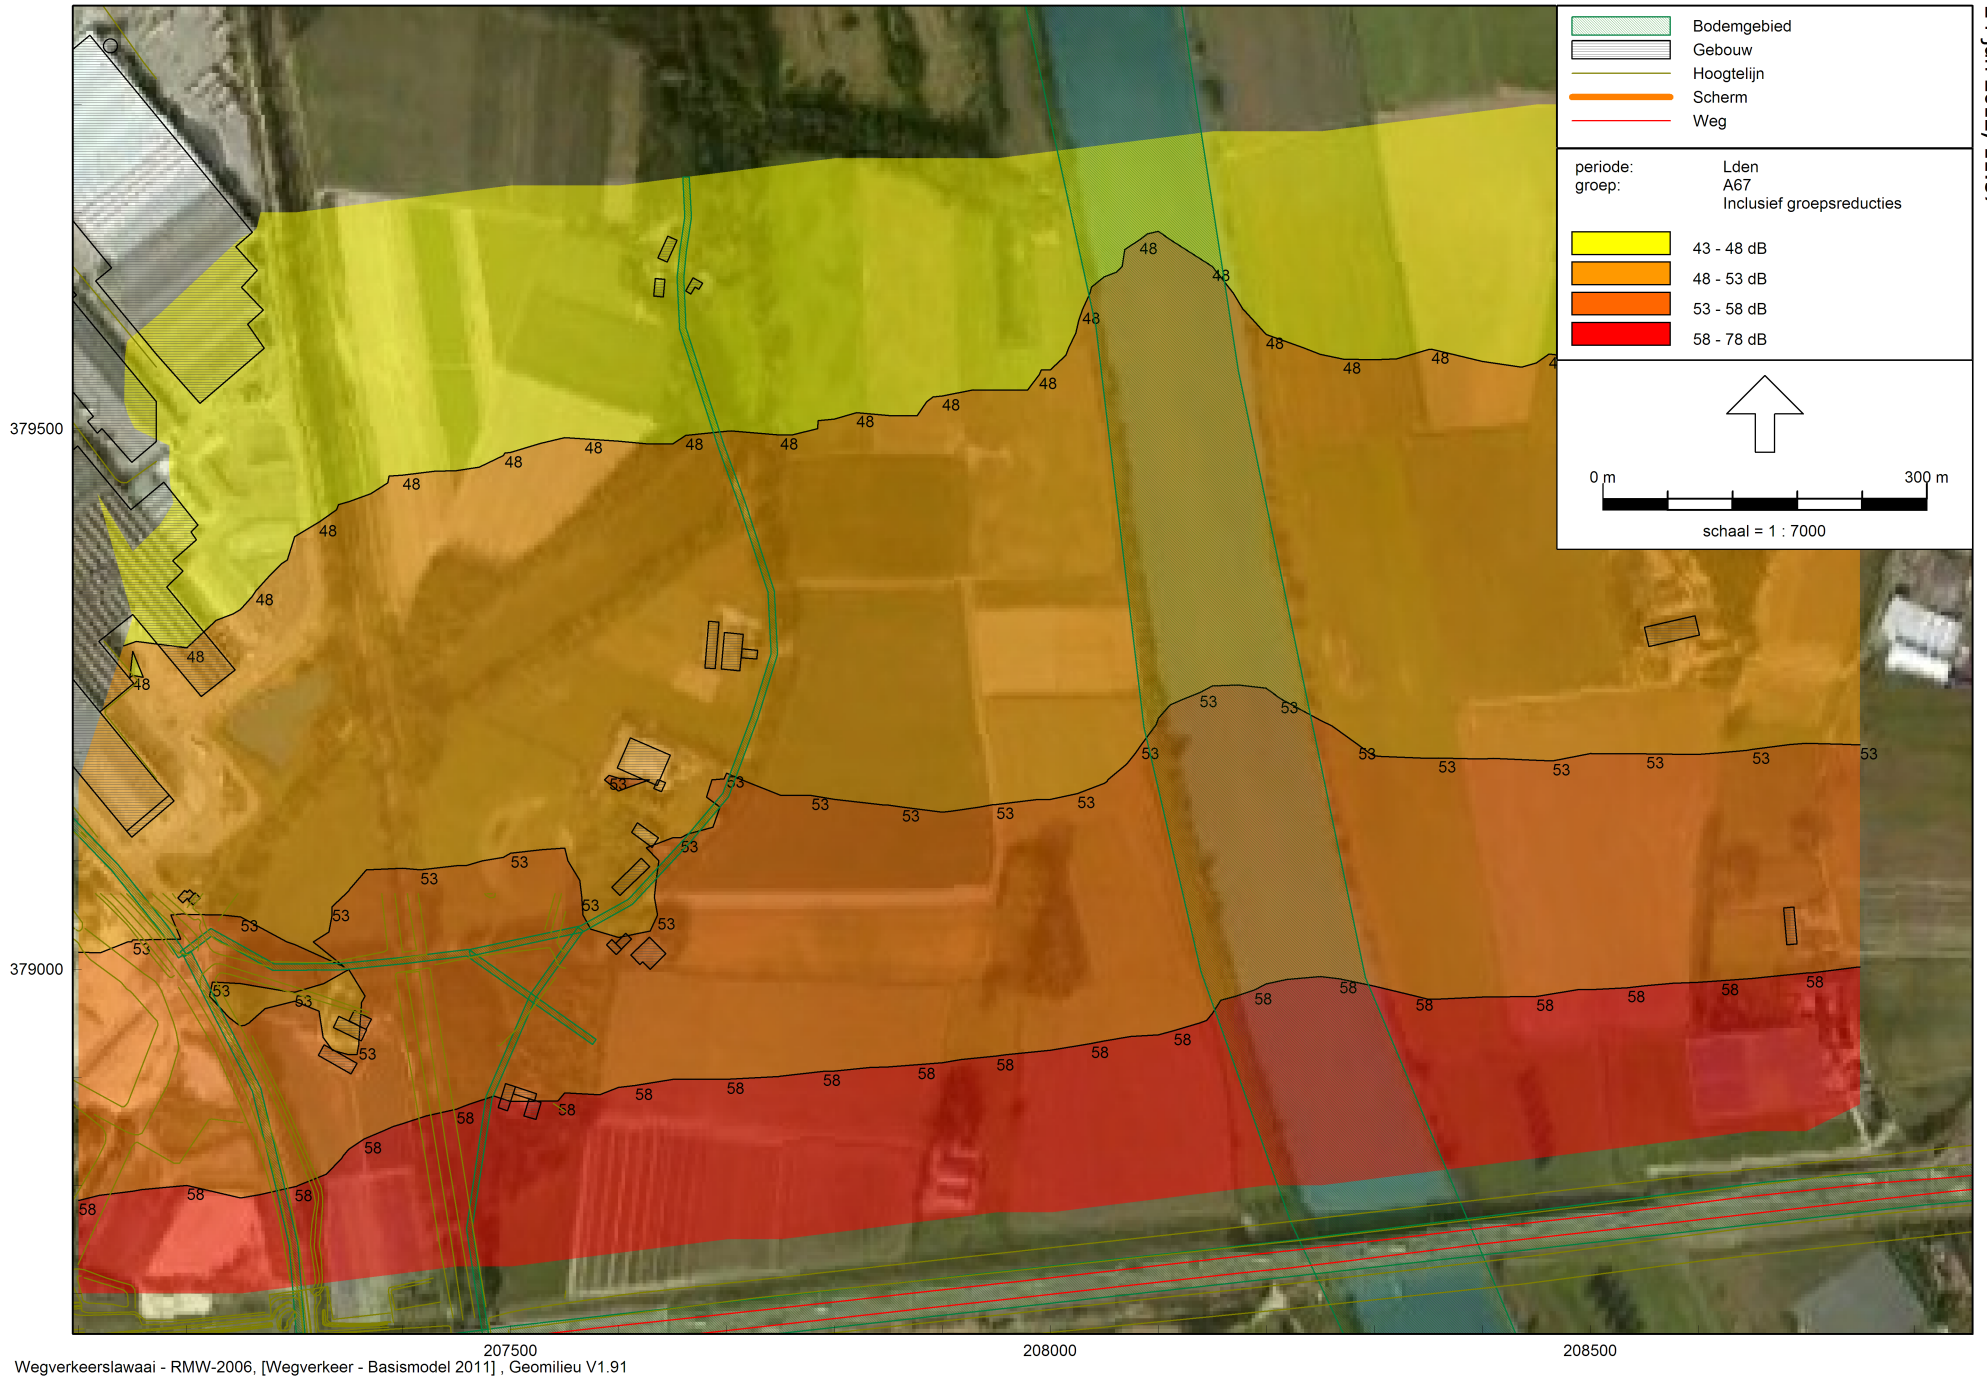 Bodemgebied
Gebouw
Hoogtelijn
Scherm
Weg
periode: Lden
groep: A67
Inclusief groepsreducties
43 - 48 dB
48 - 53 dB
53 - 58 dB
58 - 78 dB
0 m 300 m
schaal = 1 : 7000
48
48
48
48 48 48
48
48 48
48
48 48 48
48
48
48
48
48
48
379500
53 53
53 53 53 53 53 53 53
53 53 53 53 53 53
53
53 53
53 53 53 53
53
53
53 53
53
379000
58 58 58 58 58 58 58
58 58 58 58 58 58
58 58 58
58
58 58
58
207500 208000 208500
Wegverkeerslawaai - RMW-2006, [Wegverkeer - Basismodel 2011] , Geomilieu V1.91